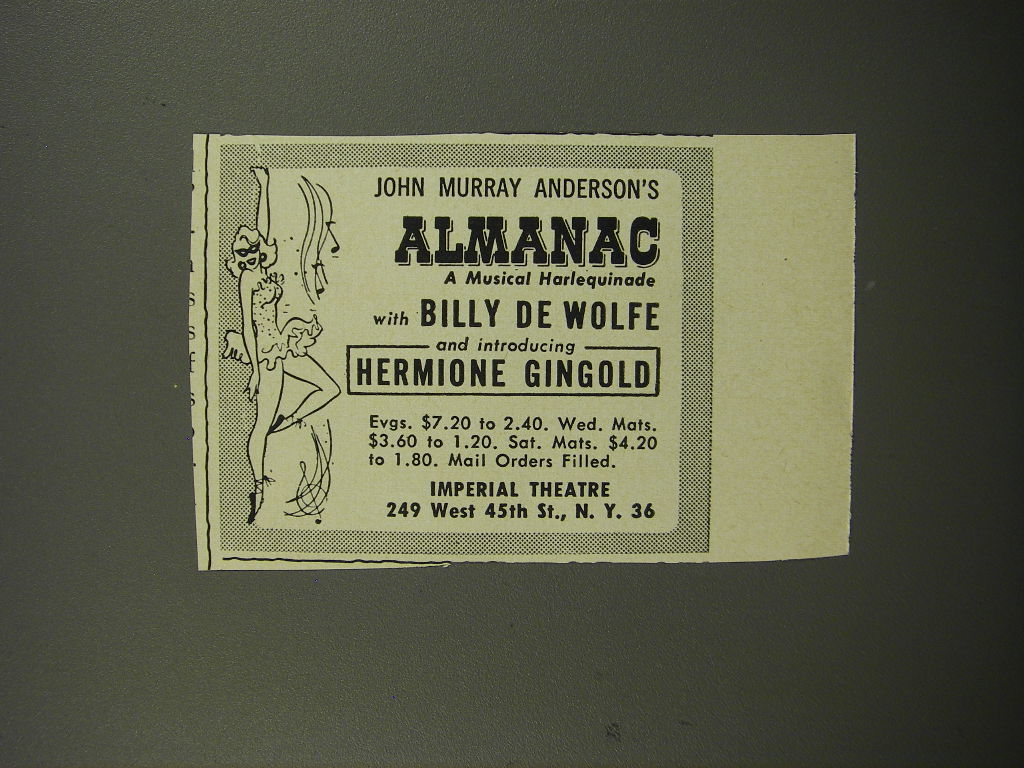 JOHN MURRAY ANDERSON'S
ALMANAC
A Musical Harlequinade
with BILLY DE WOLFE
and introducing
HERMIONE GINGOLD
Evgs. $7.20 to 2.40. Wed. Mats.
$3.60 to 1.20. Sat. Mats. $4.20
to 1.80. Mail Orders Filled.
IMPERIAL THEATRE
249 West 45th St., N. Y. 36